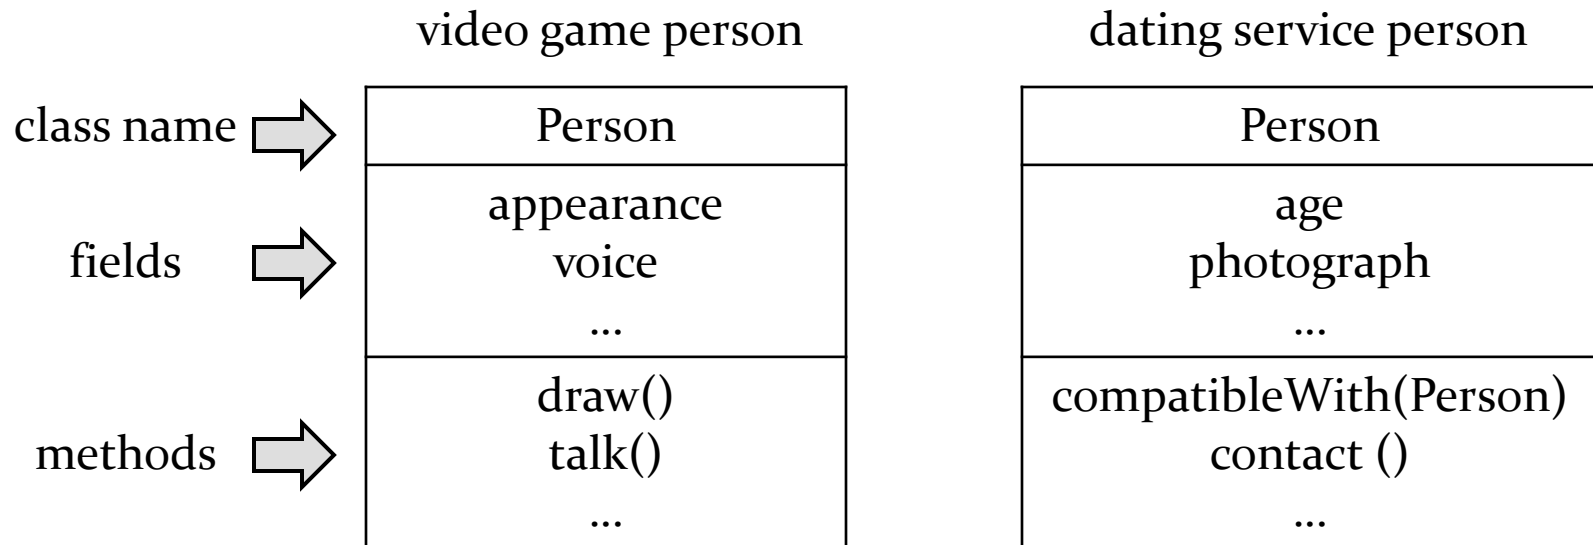 video game person
dating service person
class name
Person
Person
fields
appearance
voice
...
age
photograph
...
methods
draw()
talk()
...
compatibleWith(Person)
contact ()
...